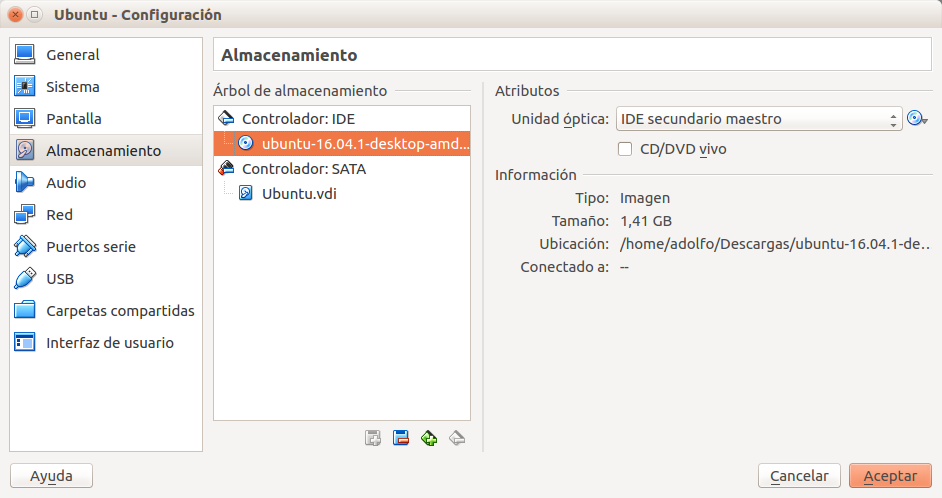 Ubuntu - Configuración
General
Sistema
Pantalla
Almacenamiento
Audio
Red
Puertos serie
USB
Carpetas compartidas
Interfaz de usuario
Almacenamiento
Árbol de almacenamiento
Controlador: IDE
ubuntu-16.04.1-desktop-amd...
Controlador: SATA
Ubuntu.vdi
Atributos
Unidad óptica: IDE secundario maestro
CD/DVD vivo
Información
Tipo: Imagen
Tamaño: 1,41 GB
Ubicación: /home/adolfo/Descargas/ubuntu-16.04.1-de...
Conectado a: --
Ayuda
Cancelar
Aceptar